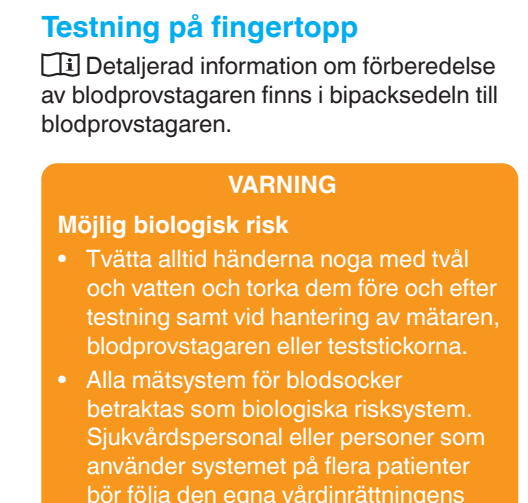 Testning på fingertopp
Detaljerad information om förberedelse
av blodprovstagaren finns i bipacksedeln till
blodprovstagaren.
VARNING
Möjlig biologisk risk
• Tvätta alltid händerna noga med tvål
och vatten och torka dem före och efter
testning samt vid hantering av mätaren,
blodprovstagaren eller teststickorna.
• Alla mätsystem för blodsocker
betraktas som biologiska risksystem.
Sjukvårdspersonal eller personer som
använder systemet på flera patienter
bör följa den egna vårdinrättningens